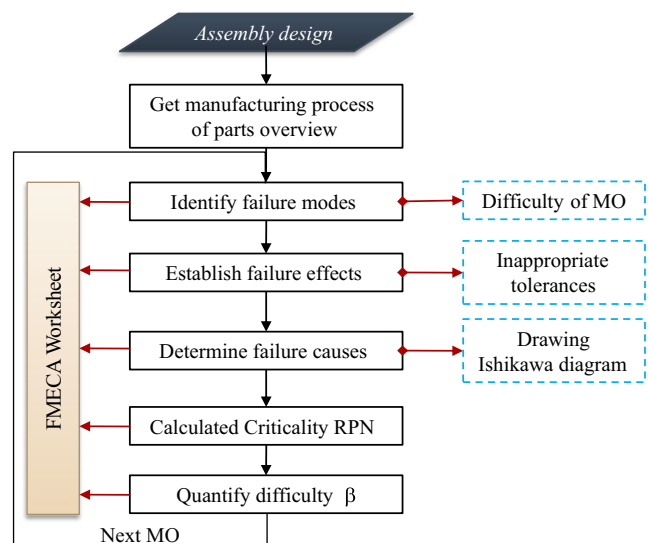 Assembly design
Get manufacturing process
of parts overview
Identify failure modes
Difficulty of MO
Establish failure effects
Inappropriate
tolerances
Determine failure causes
Drawing
Ishikawa diagram
FMECA Worksheet
Calculated Criticality RPN
Quantify difficulty β
Next MO